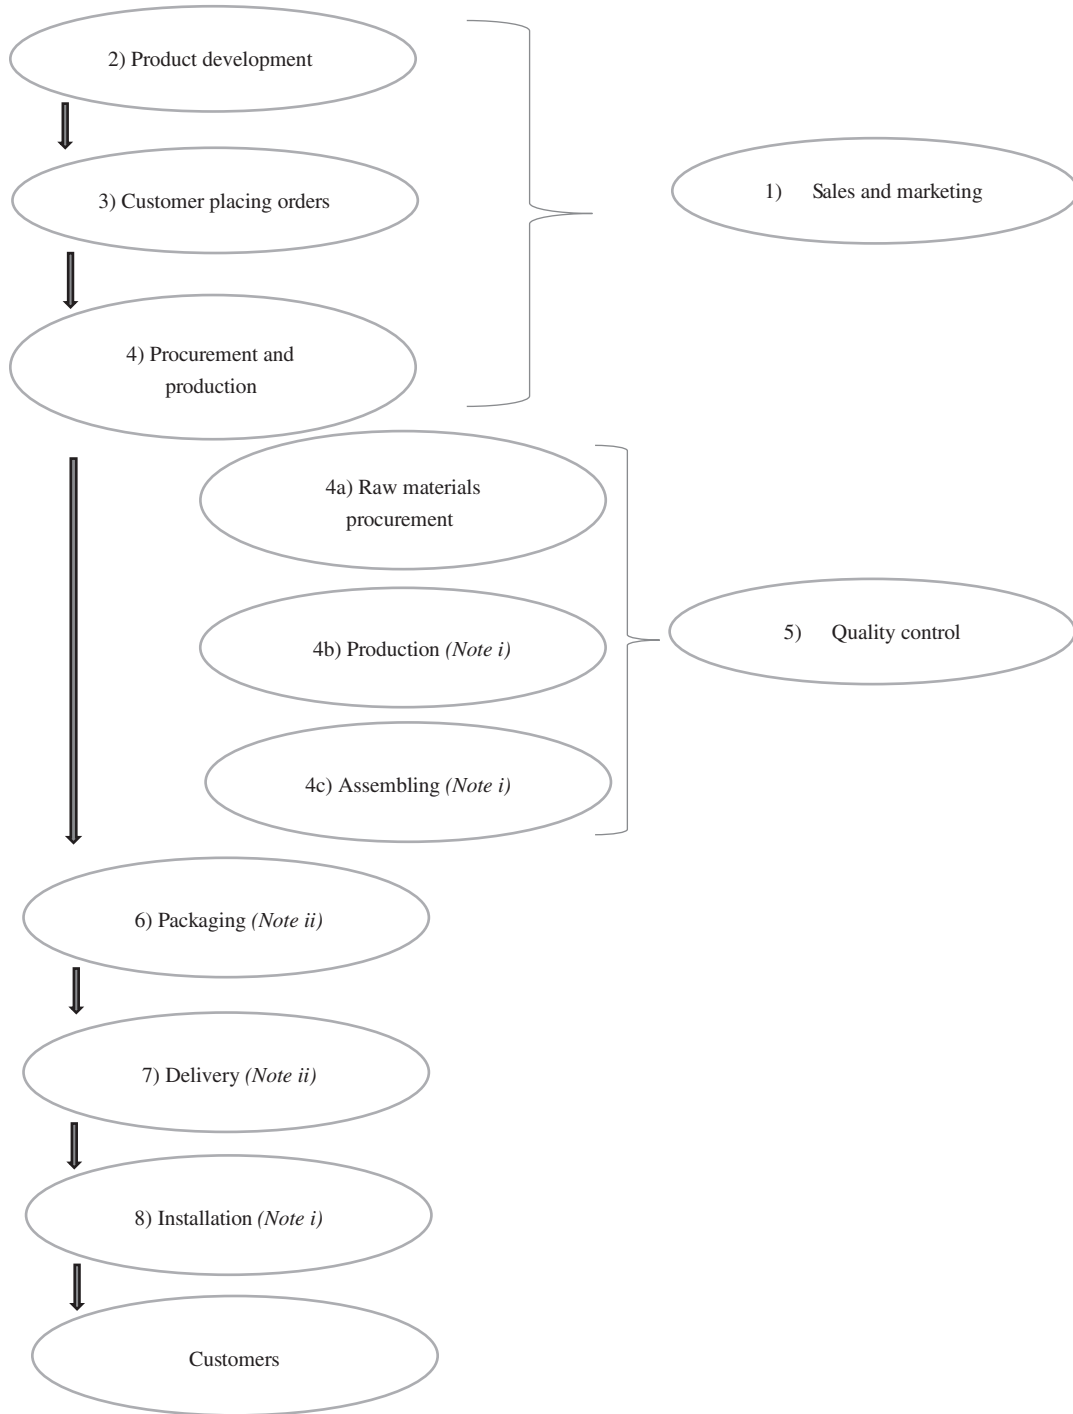 2) Product development
1) Sales and marketing
3) Customer placing orders
4) Procurement and
production
4a) Raw materials
procurement
4b) Production (Note i)
5) Quality control
4c) Assembling (Note i)
6) Packaging (Note ii)
7) Delivery (Note ii)
8) Installation (Note i)
Customers